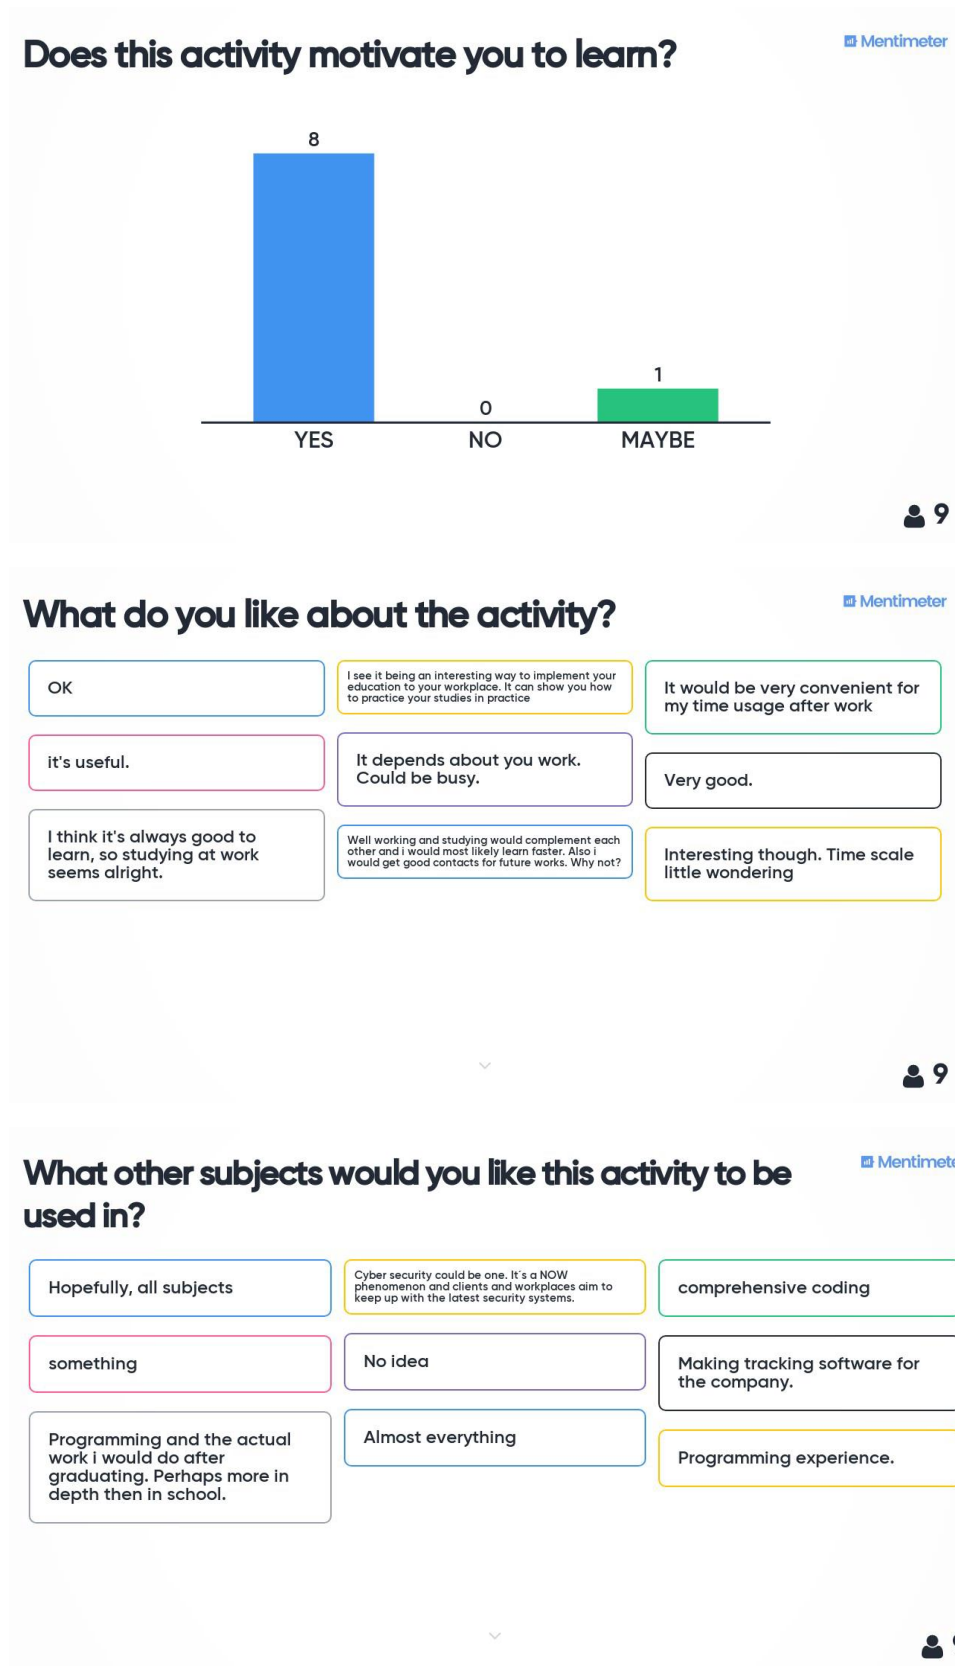 Does this activity motivate you to learn?
Mentimeter
8
0
1
YES
NO
MAYBE
9
What do you like about the activity?
Mentimeter
OK
it's useful.
I think it's always good to
learn, so studying at work
seems alright.
I see it being an interesting way to implement your
education to your workplace. It can show you how
to practice your studies in practice
It depends about you work.
Could be busy.
Well working and studying would complement each
other and i would most likely learn faster. Also i
would get good contacts for future works. Why not?
It would be very convenient for
my time usage after work
Very good.
Interesting though. Time scale
little wondering
9
What other subjects would you like this activity to be
used in?
Mentimete
Hopefully, all subjects
something
Programming and the actual
work i would do after
graduating. Perhaps more in
depth then in school.
Cyber security could be one. It´s a NOW
phenomenon and clients and workplaces aim to
keep up with the latest security systems.
No idea
Almost everything
comprehensive coding
Making tracking software for
the company.
Programming experience.